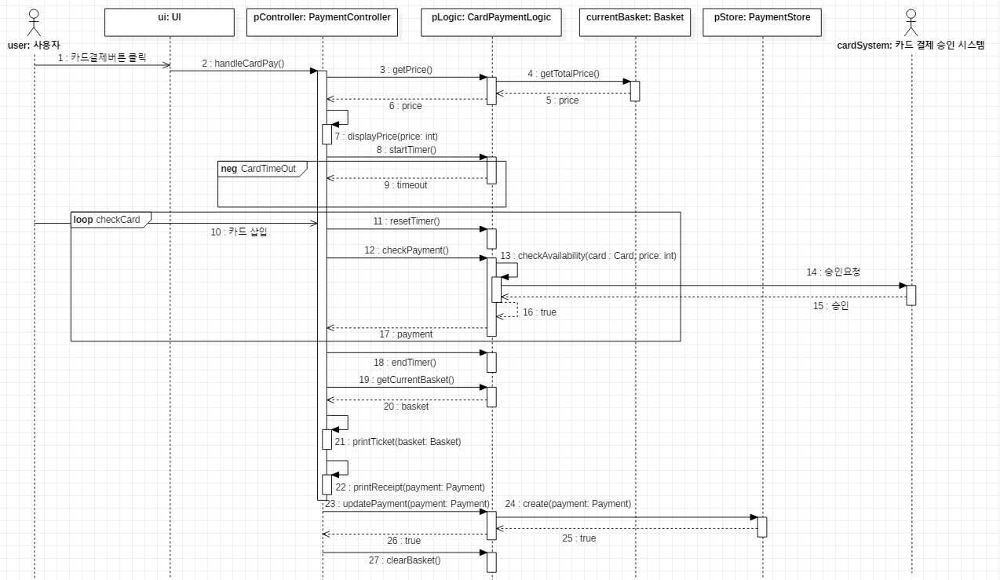 ui: UI
pController: PaymentController
pLogic: CardPaymentLogic
currentBasket: Basket
pStore: PaymentStore
user: 사용자
cardSystem: 카드 결제 승인 시스템
1 : 카드결제버튼 클릭
2 : handleCardPay()
3 : getPrice()
4 : getTotalPrice()
5 : price
6 : price
7 : displayPrice(price: int)
8 : startTimer()
neg CardTimeOut
9 : timeout
loop checkCard
10 : 카드 삽입
11 : resetTimer()
12 : checkPayment()
13 : checkAvailability(card : Card, price: int)
14 : 승인요청
15 : 승인
16 : true
17 : payment
18 : endTimer()
19 : getCurrentBasket()
20 : basket
21 : printTicket(basket: Basket)
22 : printReceipt(payment: Payment)
23 : updatePayment(payment: Payment)
24 : create(payment: Payment)
25 : true
26 : true
27 : clearBasket()